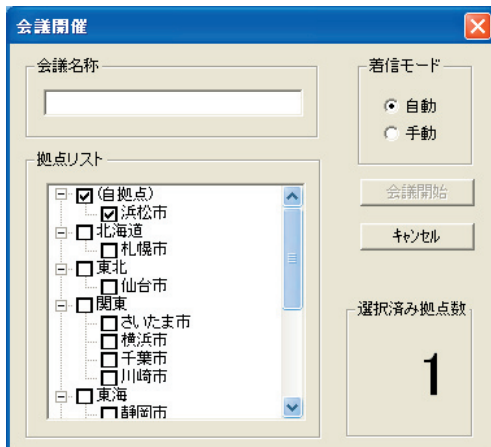 会議開催
会議名称
着信モード
自動
手動
拠点リスト
(自拠点)
浜松市
北海道
札幌市
東北
仙台市
関東
さいたま市
横浜市
千葉市
川崎市
東海
静岡市
会議開始
キャンセル
選択済み拠点数
1